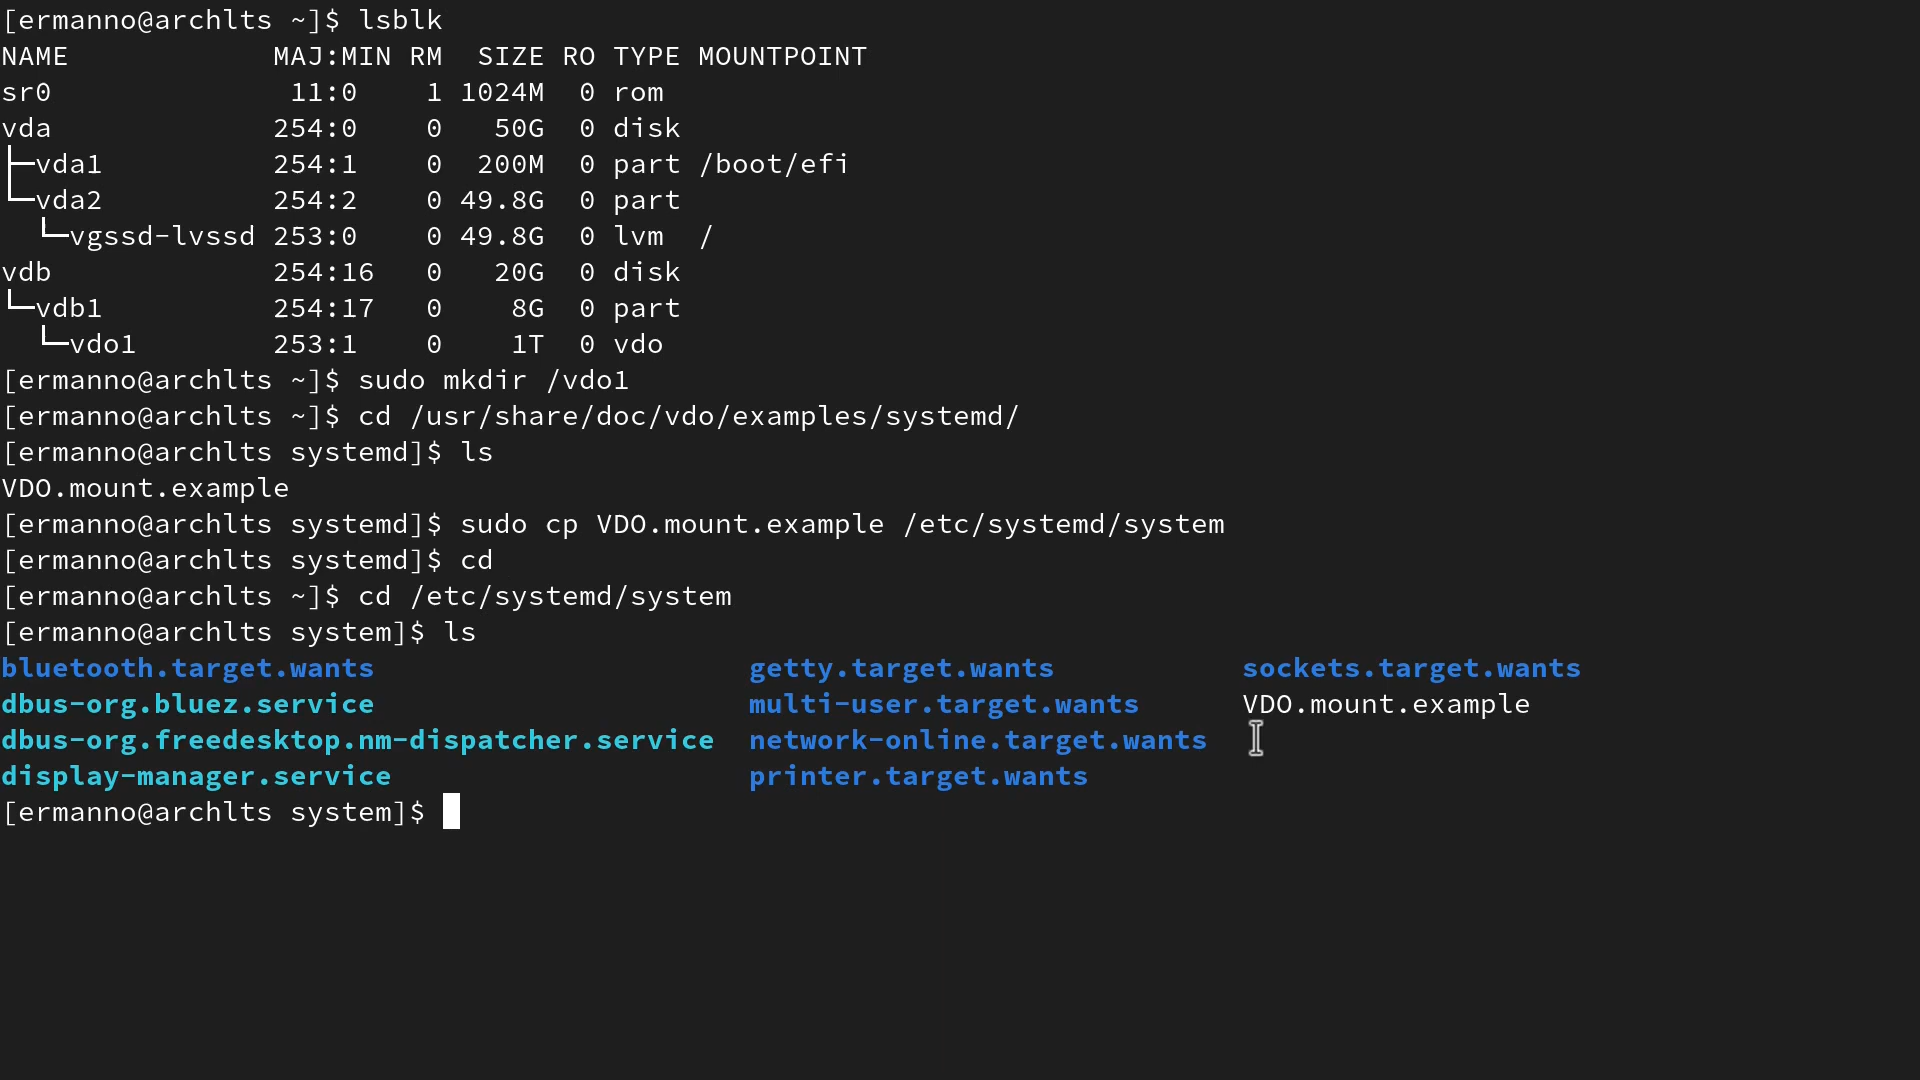 [ermanno@archlts ~]$ lsblk
NAME            MAJ:MIN RM  SIZE RO TYPE MOUNTPOINT
sr0              11:0    1 1024M  0 rom
vda             254:0    0   50G  0 disk
├─vda1          254:1    0  200M  0 part /boot/efi
└─vda2          254:2    0 49.8G  0 part
  └─vgssd-lvssd 253:0    0 49.8G  0 lvm  /
vdb             254:16   0   20G  0 disk
└─vdb1          254:17   0    8G  0 part
  └─vdo1        253:1    0    1T  0 vdo
[ermanno@archlts ~]$ sudo mkdir /vdo1
[ermanno@archlts ~]$ cd /usr/share/doc/vdo/examples/systemd/
[ermanno@archlts systemd]$ ls
VDO.mount.example
[ermanno@archlts systemd]$ sudo cp VDO.mount.example /etc/systemd/system
[ermanno@archlts systemd]$ cd
[ermanno@archlts ~]$ cd /etc/systemd/system
[ermanno@archlts system]$ ls
bluetooth.target.wants                      getty.target.wants           sockets.target.wants
dbus-org.bluez.service                      multi-user.target.wants      VDO.mount.example
dbus-org.freedesktop.nm-dispatcher.service  network-online.target.wants
display-manager.service                     printer.target.wants
[ermanno@archlts system]$